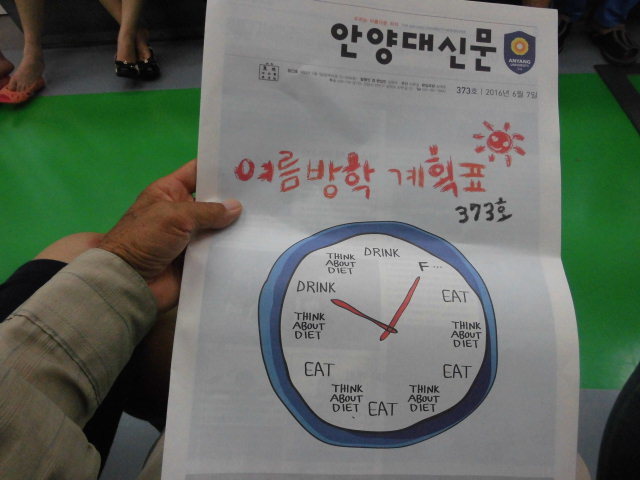 안양대신문
ANYANG
UNIVERSITY
373호 | 2016년 6월 7일
여름방학 계획표
373호
DRINK
F...
EAT
THINK
ABOUT
DIET
EAT
THINK
ABOUT
DIET
EAT
THINK
ABOUT
DIET
EAT
THINK
ABOUT
DIET
DRINK
THINK
ABOUT
DIET